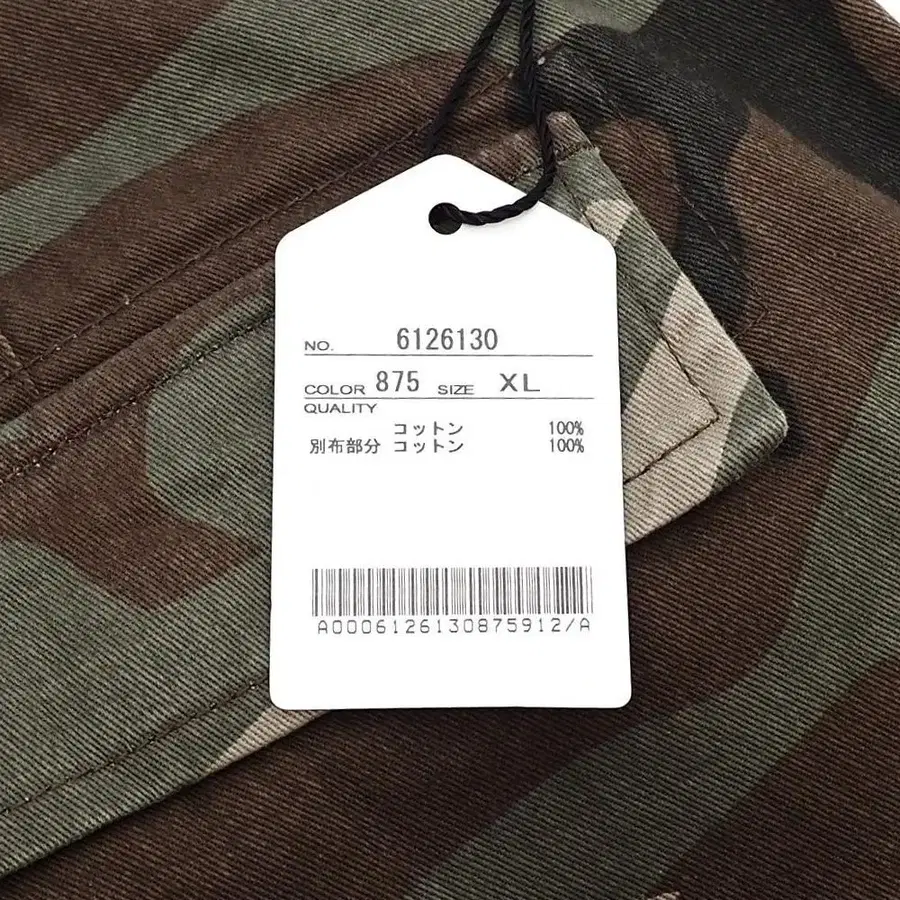 NO. 6126130
COLOR 875 SIZE XL
QUALITY
コットン 100%
別布部分 コットン 100%
A0006126130875912/A